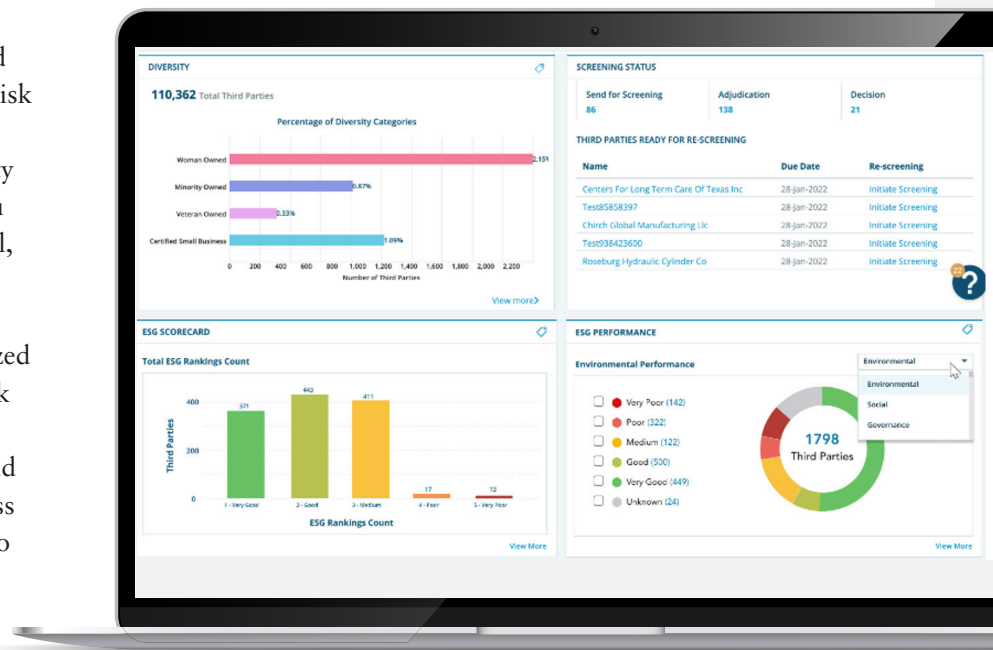 d
isk
y
l,
zed
k
nd
ss
o
DIVERSITY
110,362 Total Third Parties
Percentage of Diversity Categories
Woman Owned 2.15%
Minority Owned 0.87%
Veteran Owned 0.33%
Certified Small Business 1.09%
0 200 400 600 800 1,000 1,200 1,400 1,600 1,800 2,000 2,200
Number of Third Parties
View more
SCREENING STATUS
Send for Screening Adjudication Decision
86 138 21
THIRD PARTIES READY FOR RE-SCREENING
Name Due Date Re-screening
Centers For Long Term Care Of Texas Inc 28-Jan-2022 Initiate Screening
Test85858397 28-Jan-2022 Initiate Screening
Chirch Global Manufacturing Llc 28-Jan-2022 Initiate Screening
Test938423600 28-Jan-2022 Initiate Screening
Roseburg Hydraulic Cylinder Co 28-Jan-2022 Initiate Screening
22
?
ESG SCORECARD
Total ESG Rankings Count
Third Parties
400
200
0
371 443 411 17 13
1 - Very Good 2 - Good 3 - Medium 4 - Poor 5 - Very Poor
ESG Rankings Count
View More
ESG PERFORMANCE
Environmental Performance
Environmental
Environmental
Social
Governance
Very Poor (142)
Poor (322)
Medium (122)
Good (500)
Very Good (449)
Unknown (24)
1798
Third Parties
View More